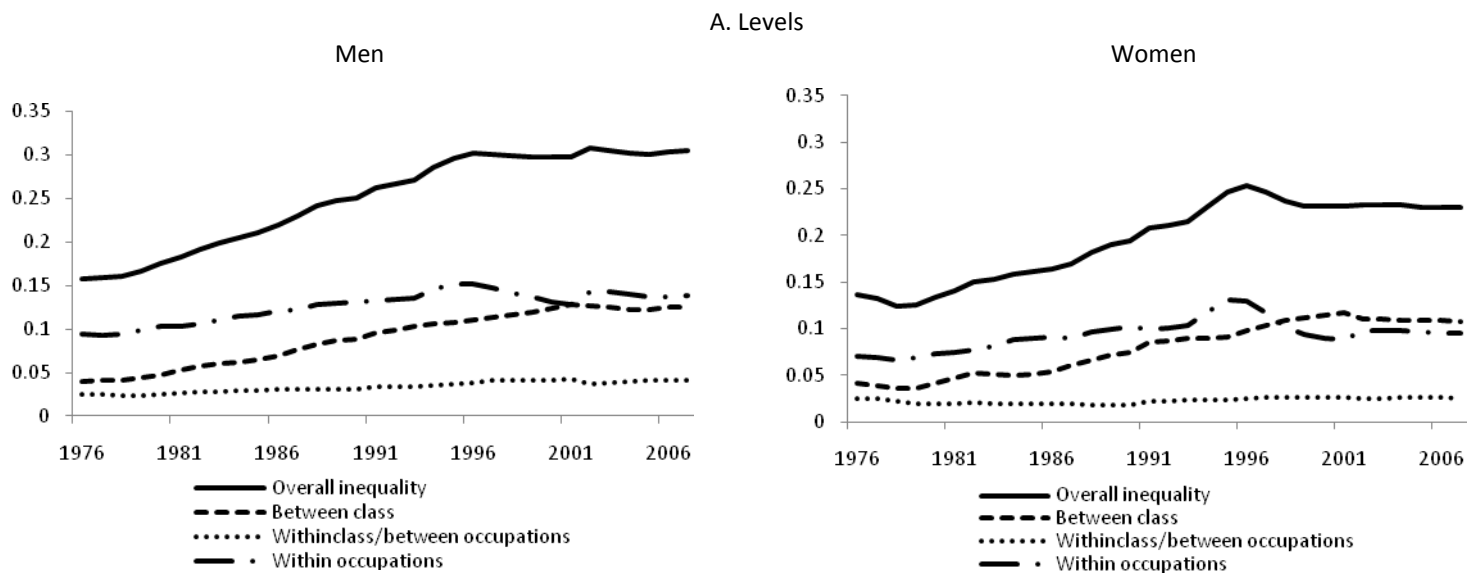 A. Levels
Men
0.35
0.3
0.25
0.2
0.15
0.1
0.05
0
1976 1981 1986 1991 1996 2001 2006
Overall inequality
Between class
Withinclass/between occupations
Within occupations
Women
0.35
0.3
0.25
0.2
0.15
0.1
0.05
0
1976 1981 1986 1991 1996 2001 2006
Overall inequality
Between class
Withinclass/between occupations
Within occupations